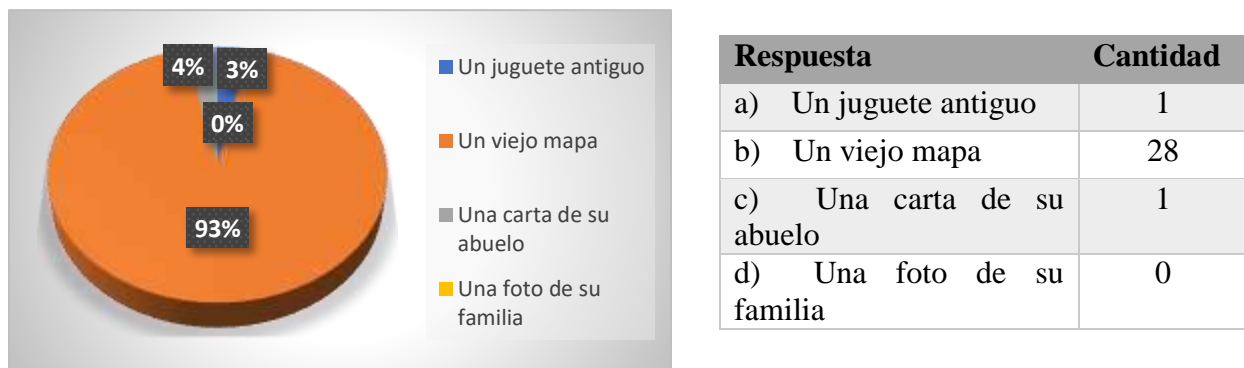 4% 3%
0%
93%
Un juguete antiguo
Un viejo mapa
Una carta de su
abuelo
Una foto de su
familia
Respuesta Cantidad
a) Un juguete antiguo 1
b) Un viejo mapa 28
c) Una carta de su
abuelo 1
d) Una foto de su
familia 0